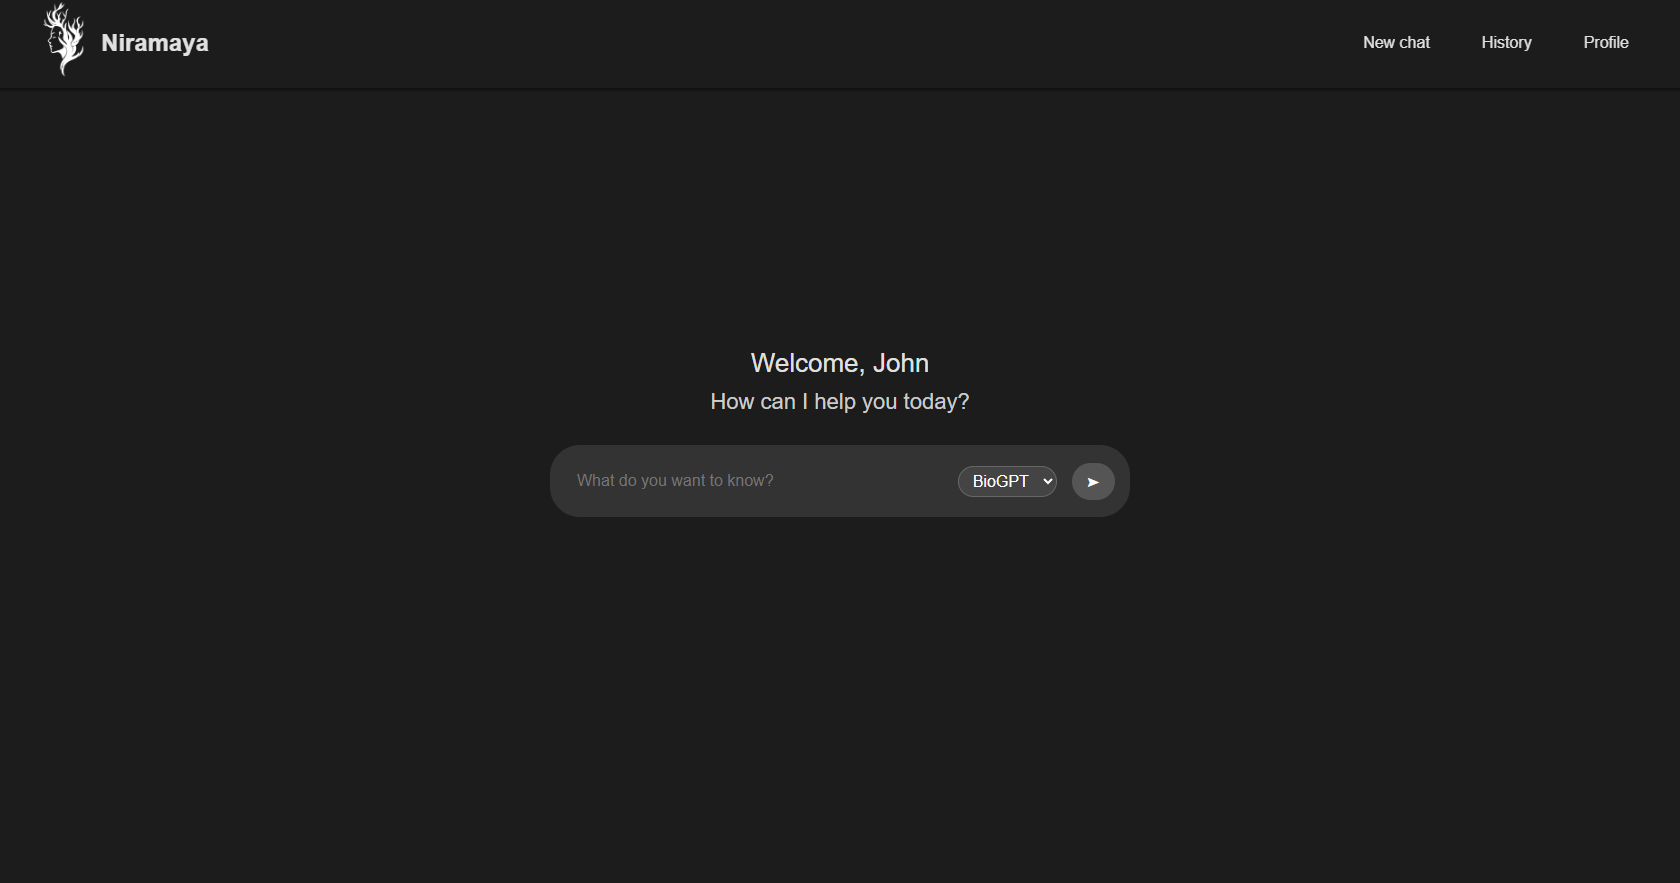 Niramaya
New chat
History
Profile
Welcome, John
How can I help you today?
What do you want to know?
BioGPT